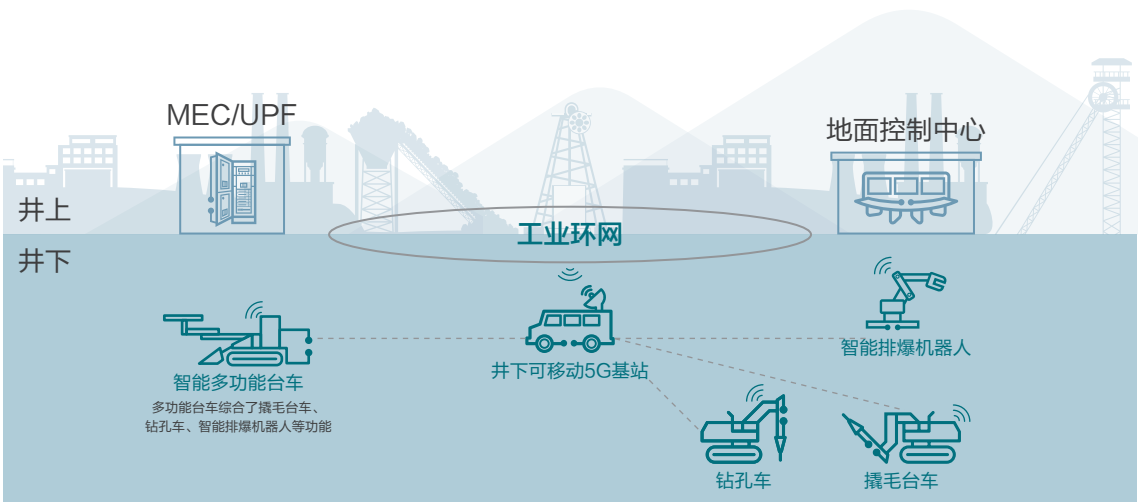 MEC/UPF
地面控制中心
井上
工业环网
井下
智能多功能台车
多功能台车综合了撬毛台车、
钻孔车、智能排爆机器人等功能
井下可移动5G基站
智能排爆机器人
钻孔车
撬毛台车